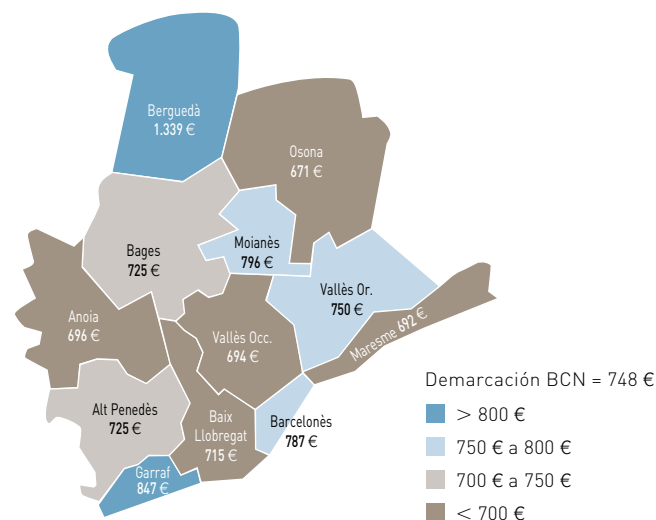 Berguedà
1.339 €
Osona
671 €
Moianès
796 €
Bages
725 €
Vallès Or.
750 €
Maresme 692 €
Anoia
696 €
Vallès Occ.
694 €
Alt Penedès
725 €
Baix
Llobregat
715 €
Barcelonès
787 €
Garraf
847 €
Demarcación BCN = 748 €
> 800 €
750 € a 800 €
700 € a 750 €
< 700 €